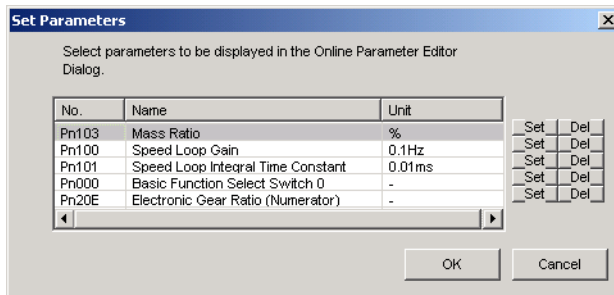 Set Parameters
Select parameters to be displayed in the Online Parameter Editor
Dialog.
No. Name Unit
Pn103 Mass Ratio % Set Del
Pn100 Speed Loop Gain 0.1Hz Set Del
Pn101 Speed Loop Integral Time Constant 0.01ms Set Del
Pn000 Basic Function Select Switch 0 - Set Del
Pn20E Electronic Gear Ratio (Numerator) - Set Del
OK Cancel